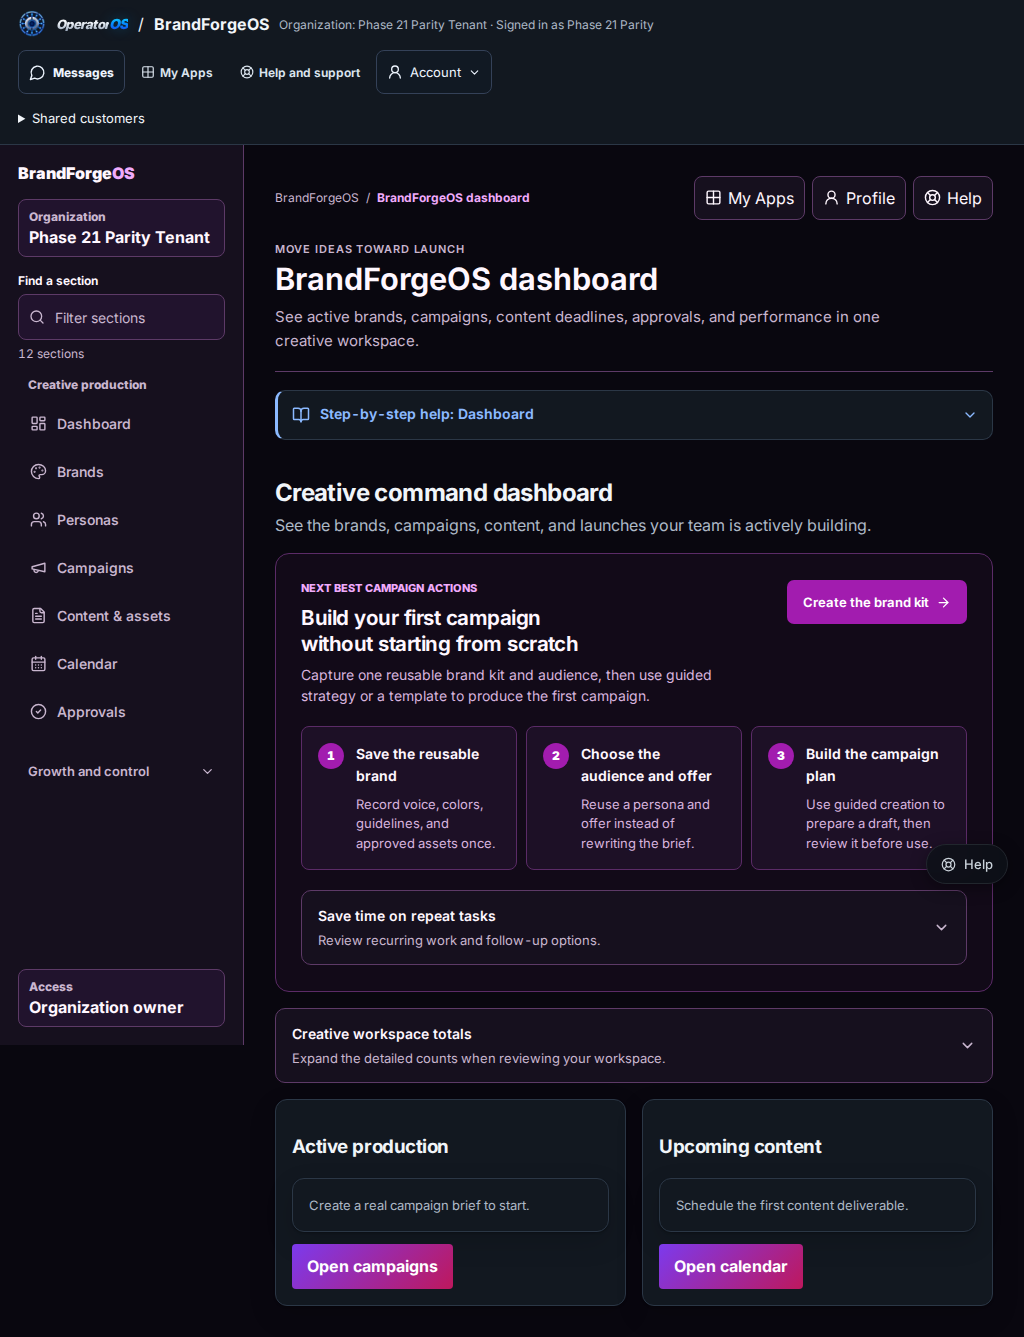 OperatorOS / BrandForgeOS Organization: Phase 21 Parity Tenant · Signed in as Phase 21 Parity
Messages My Apps Help and support Account
Shared customers
BrandForgeOS
Organization
Phase 21 Parity Tenant
Find a section
Filter sections
12 sections
Creative production
Dashboard
Brands
Personas
Campaigns
Content & assets
Calendar
Approvals
Growth and control
Access
Organization owner
BrandForgeOS / BrandForgeOS dashboard
My Apps Profile Help
MOVE IDEAS TOWARD LAUNCH
BrandForgeOS dashboard
See active brands, campaigns, content deadlines, approvals, and performance in one
creative workspace.
Step-by-step help: Dashboard
Creative command dashboard
See the brands, campaigns, content, and launches your team is actively building.
NEXT BEST CAMPAIGN ACTIONS
Build your first campaign
without starting from scratch
Capture one reusable brand kit and audience, then use guided
strategy or a template to produce the first campaign.
Create the brand kit
1
Save the reusable
brand
Record voice, colors,
guidelines, and
approved assets once.
2
Choose the
audience and offer
Reuse a persona and
offer instead of
rewriting the brief.
3
Build the campaign
plan
Use guided creation to
prepare a draft, then
review it before use.
Help
Save time on repeat tasks
Review recurring work and follow-up options.
Creative workspace totals
Expand the detailed counts when reviewing your workspace.
Active production
Create a real campaign brief to start.
Open campaigns
Upcoming content
Schedule the first content deliverable.
Open calendar